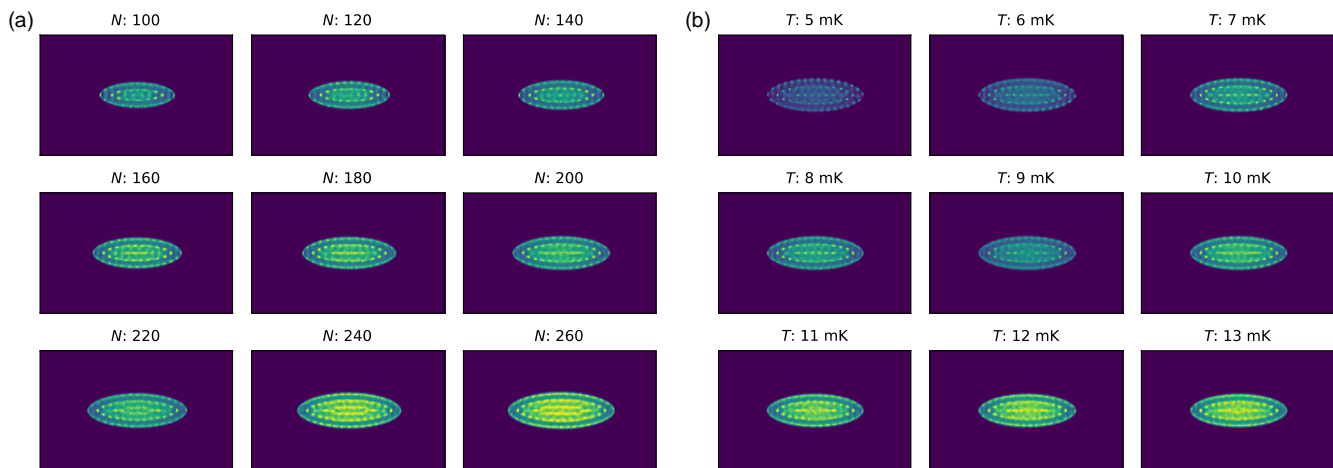 (a)
N: 100
N: 120
N: 140
N: 160
N: 180
N: 200
N: 220
N: 240
N: 260
(b)
T: 5 mK
T: 6 mK
T: 7 mK
T: 8 mK
T: 9 mK
T: 10 mK
T: 11 mK
T: 12 mK
T: 13 mK